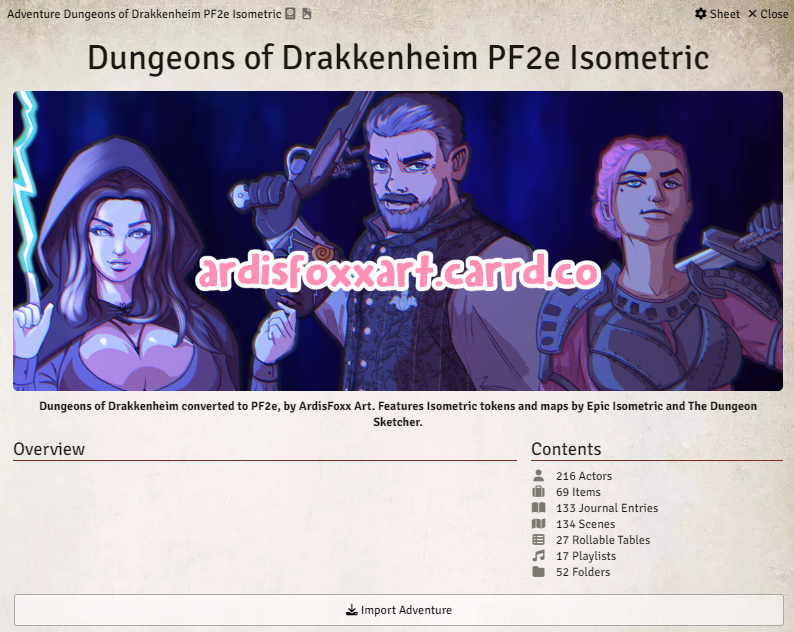 Adventure Dungeons of Drakkenheim PF2e Isometric
Sheet
Close
Dungeons of Drakkenheim PF2e Isometric
ardisfoxxart.carrd.co
Dungeons of Drakkenheim converted to PF2e, by ArdisFoxx Art. Features Isometric tokens and maps by Epic Isometric and The Dungeon
Sketcher.
Overview
Contents
216 Actors
69 Items
133 Journal Entries
134 Scenes
27 Rollable Tables
17 Playlists
52 Folders
Import Adventure